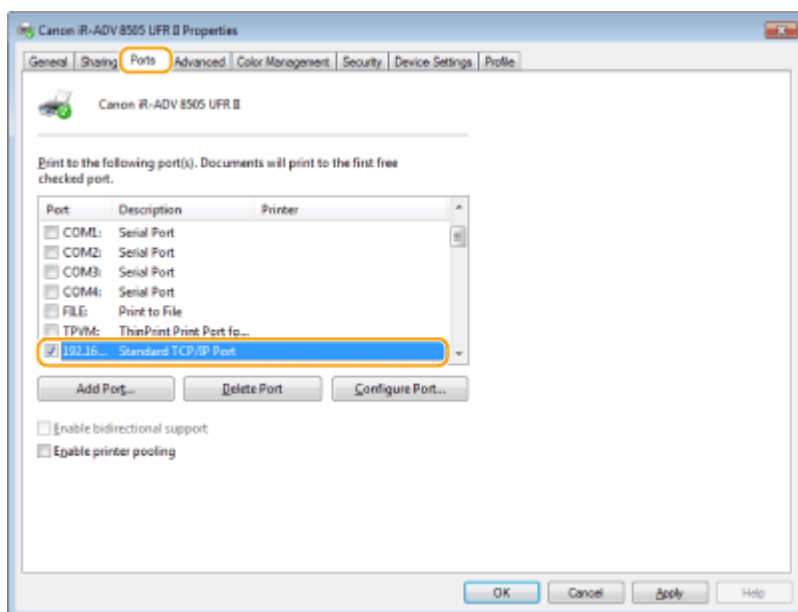 Canon iR-ADV 8505 UFR II Properties
General Sharing Ports Advanced Color Management Security Device Settings Profile
Canon iR-ADV 8505 UFR II
Print to the following port(s). Documents will print to the first free
checked port.
Port Description Printer
COM1: Serial Port
COM2: Serial Port
COM3: Serial Port
COM4: Serial Port
FILE: Print to File
TPVM: ThinPrint Print Port fo...
192.16... Standard TCP/IP Port
Add Port... Delete Port Configure Port...
Enable bidirectional support
Enable printer pooling
OK Cancel Apply Help